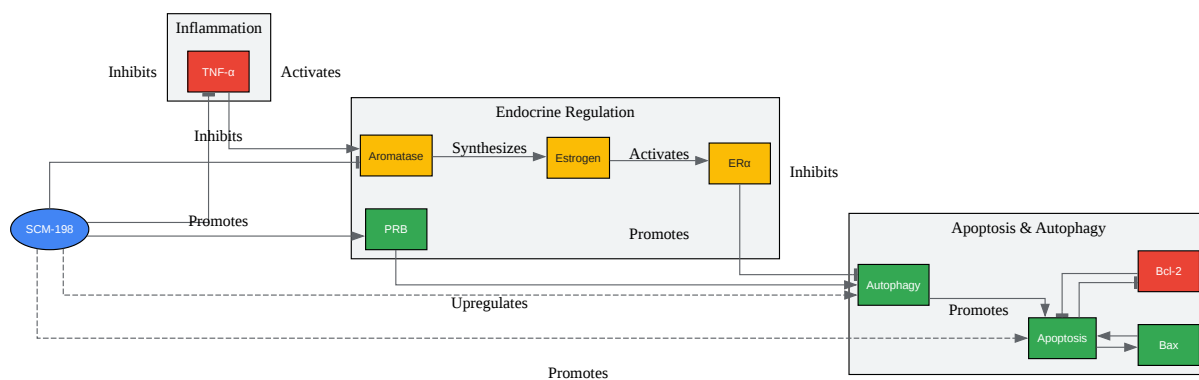 Inflammation
TNF-α
Inhibits
Activates
Endocrine Regulation
Inhibits
Aromatase
Synthesizes
Estrogen
Activates
ERα
Inhibits
SCM-198
Promotes
PRB
Promotes
Apoptosis & Autophagy
Autophagy
Bcl-2
Upregulates
Promotes
Apoptosis
Bax
Promotes